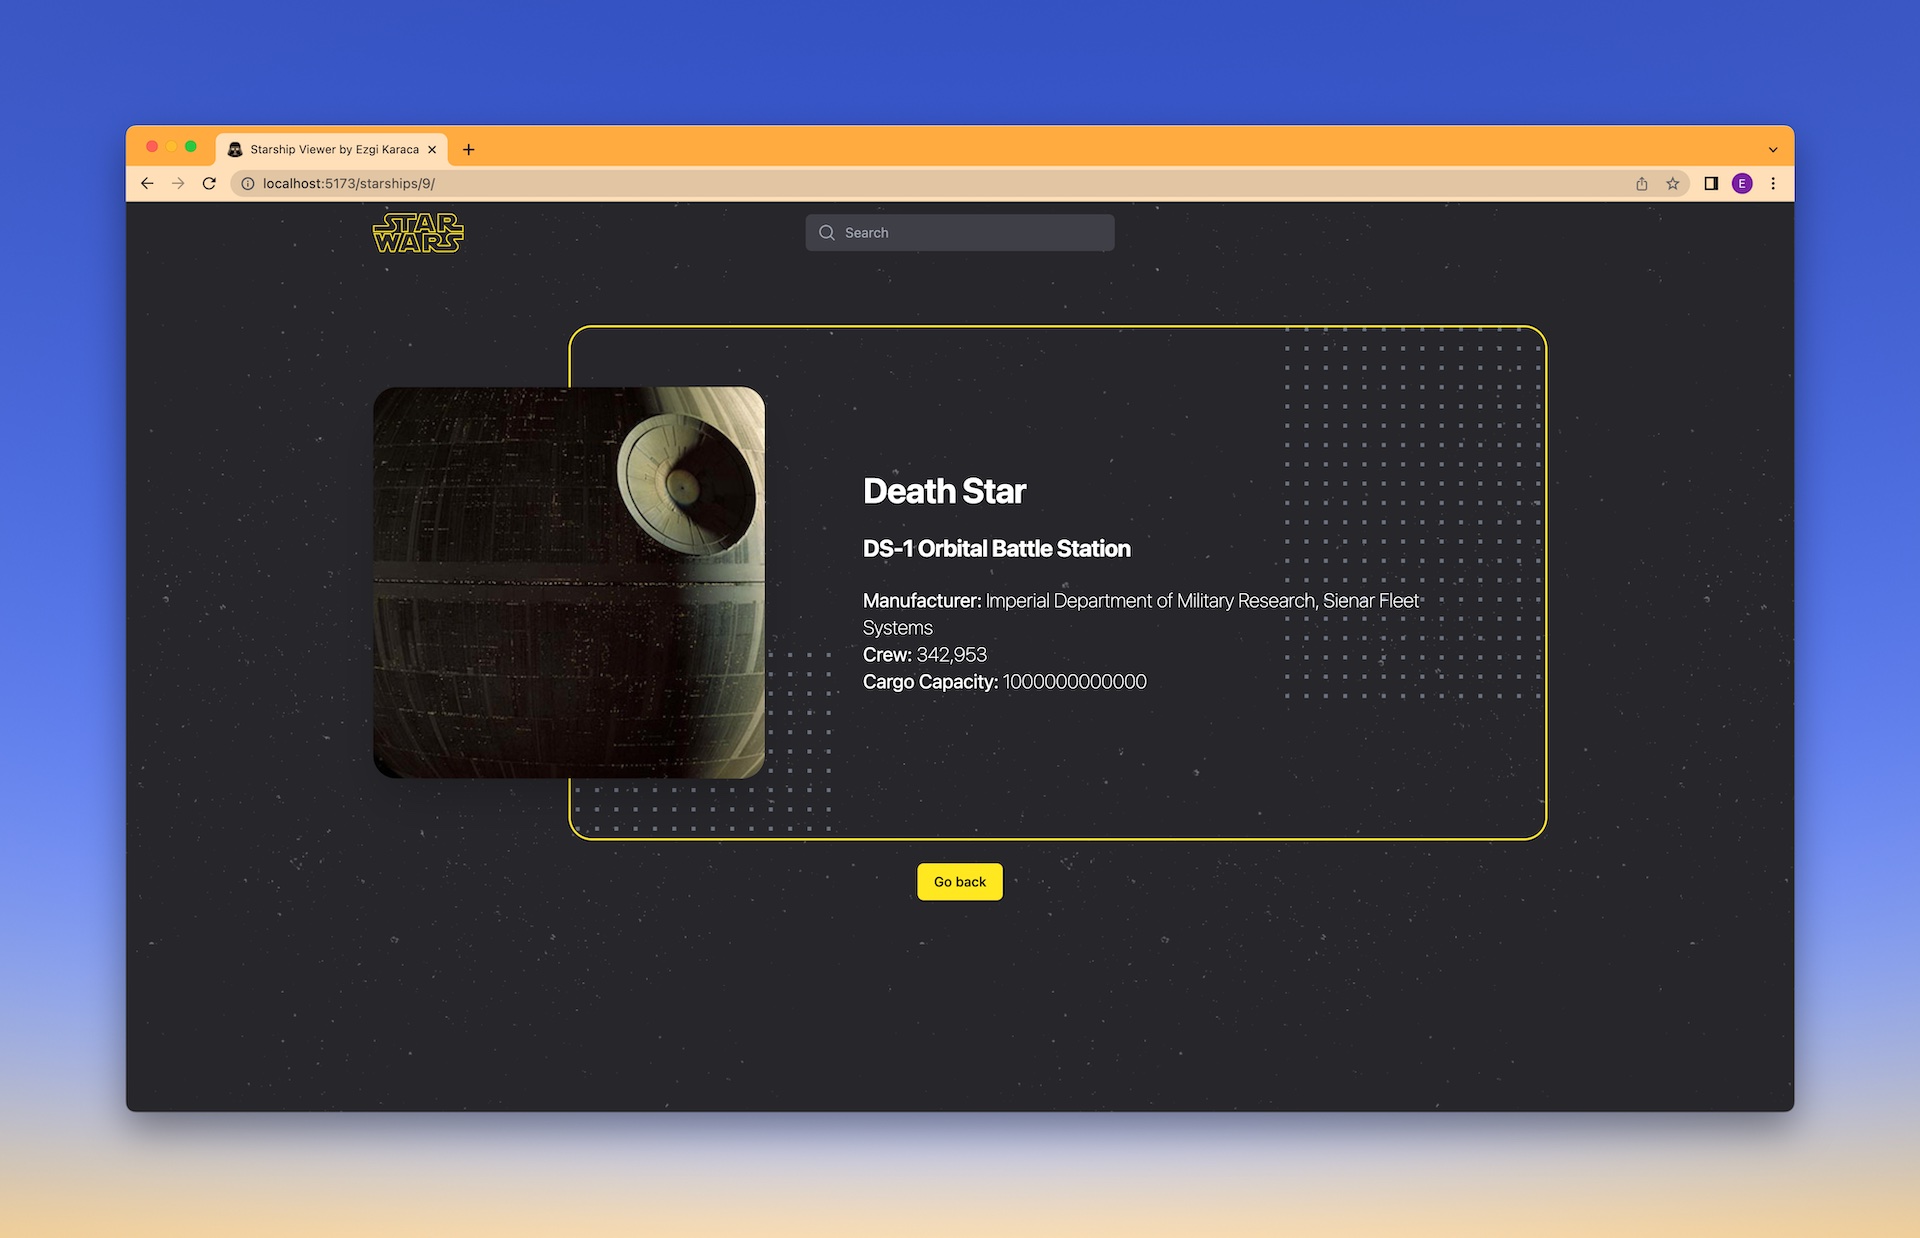 Starship Viewer by Ezgi Karaca
localhost:5173/starships/9/
E
STAR
WARS
Search
Death Star
DS-1 Orbital Battle Station
Manufacturer: Imperial Department of Military Research, Sienar Fleet
Systems
Crew: 342,953
Cargo Capacity: 1000000000000
Go back